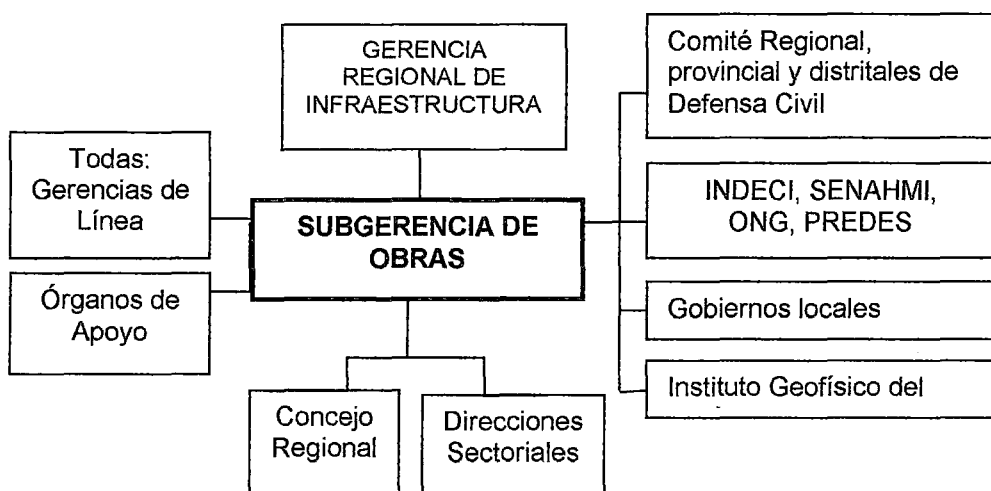 GERENCIA
REGIONAL DE
INFRAESTRUCTURA
Comité Regional,
provincial y distritales de
Defensa Civil
Todas:
Gerencias de
Línea
SUBGERENCIA DE
OBRAS
INDECI, SENAHMI,
ONG, PREDES
Órganos de
Apoyo
Gobiernos locales
Instituto Geofísico del
Concejo
Regional
Direcciones
Sectoriales